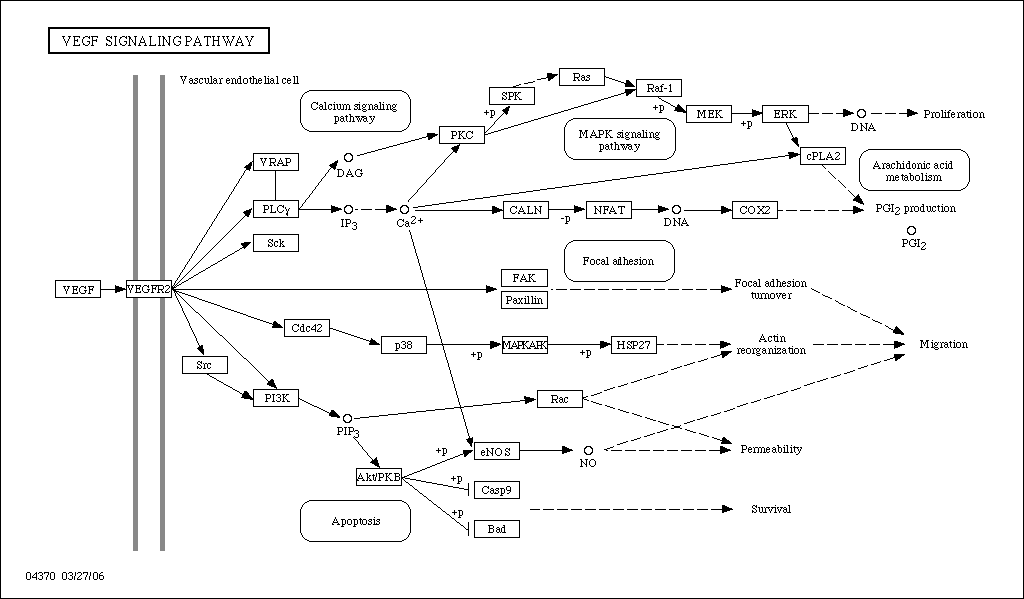 VEGF SIGNALING PATHWAY
Vascular endothelial cell
Calcium signaling
pathway
SPK
+p
Ras
Raf-1
+p
MEK
+p
ERK
DNA
Proliferation
PKC
MAPK signaling
pathway
cPLA2
Arachidonic acid
metabolism
VRAP
DAG
PLCγ
IP3
Ca2+
CALN
-p
NFAT
DNA
COX2
PGI2 production
PGI2
Sck
Focal adhesion
VEGF
VEGFR2
FAK
Paxillin
Focal adhesion
turnover
Cdc42
p38
+p
MAPKAPK
+p
HSP27
Actin
reorganization
Migration
Src
PI3K
Rac
PIP3
+p
eNOS
NO
Permeability
Akt/PKB
+p
Casp9
+p
Bad
Survival
Apoptosis
04370 03/27/06